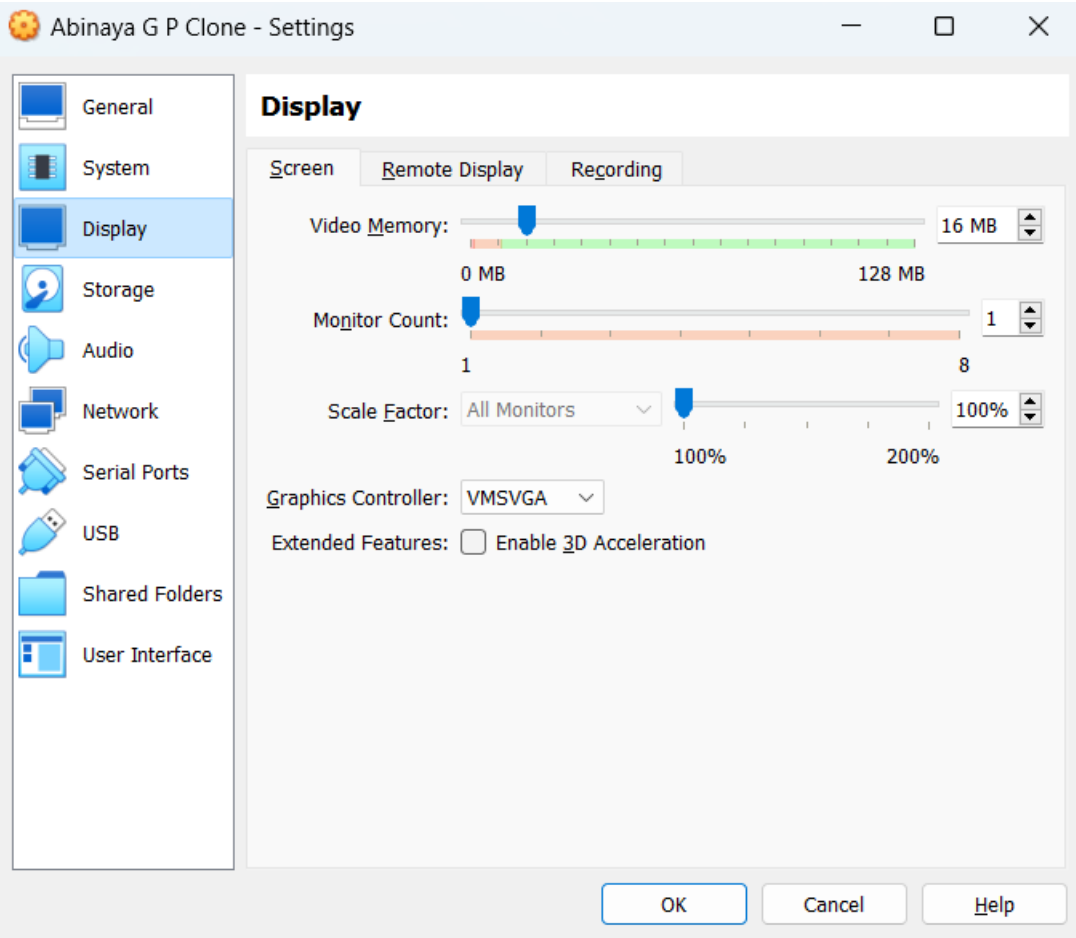 Abinaya G P Clone - Settings
General
System
Display
Storage
Audio
Network
Serial Ports
USB
Shared Folders
User Interface
Display
Screen Remote Display Recording
Video Memory: 16 MB
0 MB 128 MB
Monitor Count: 1
1 8
Scale Factor: All Monitors 100%
100% 200%
Graphics Controller: VMSVGA
Extended Features: Enable 3D Acceleration
OK Cancel Help